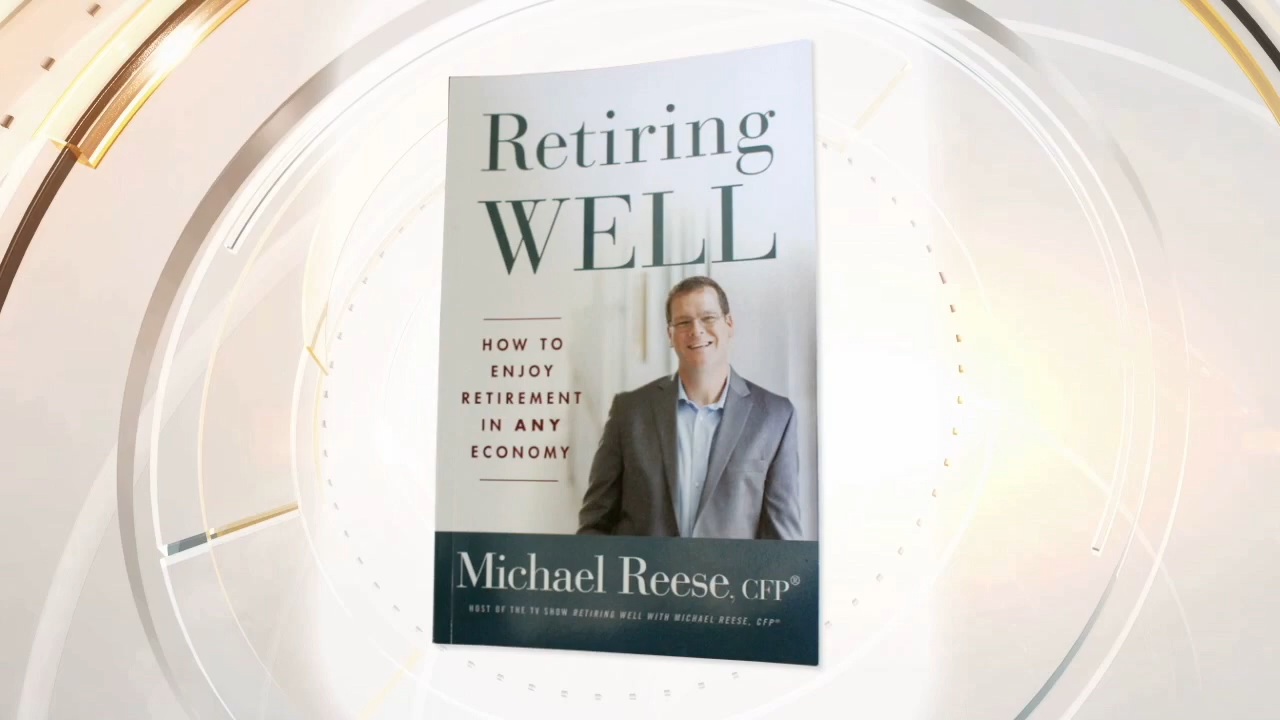 Retiring
WELL
HOW TO
ENJOY
RETIREMENT
IN ANY
ECONOMY
Michael Reese, CFP®
HOST OF THE TV SHOW RETIRING WELL WITH MICHAEL REESE, CFP®